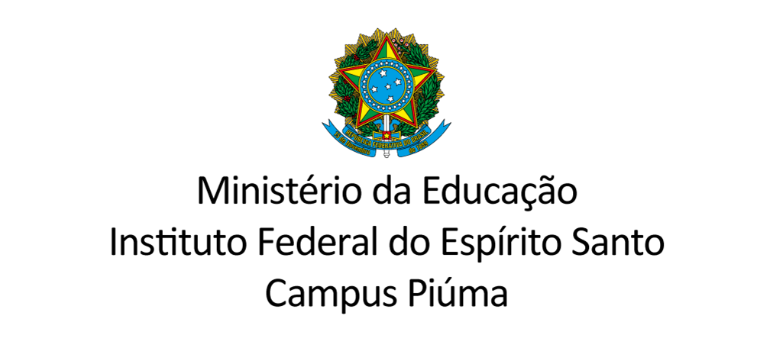 Ministério da Educação
Instituto Federal do Espírito Santo
Campus Piúma